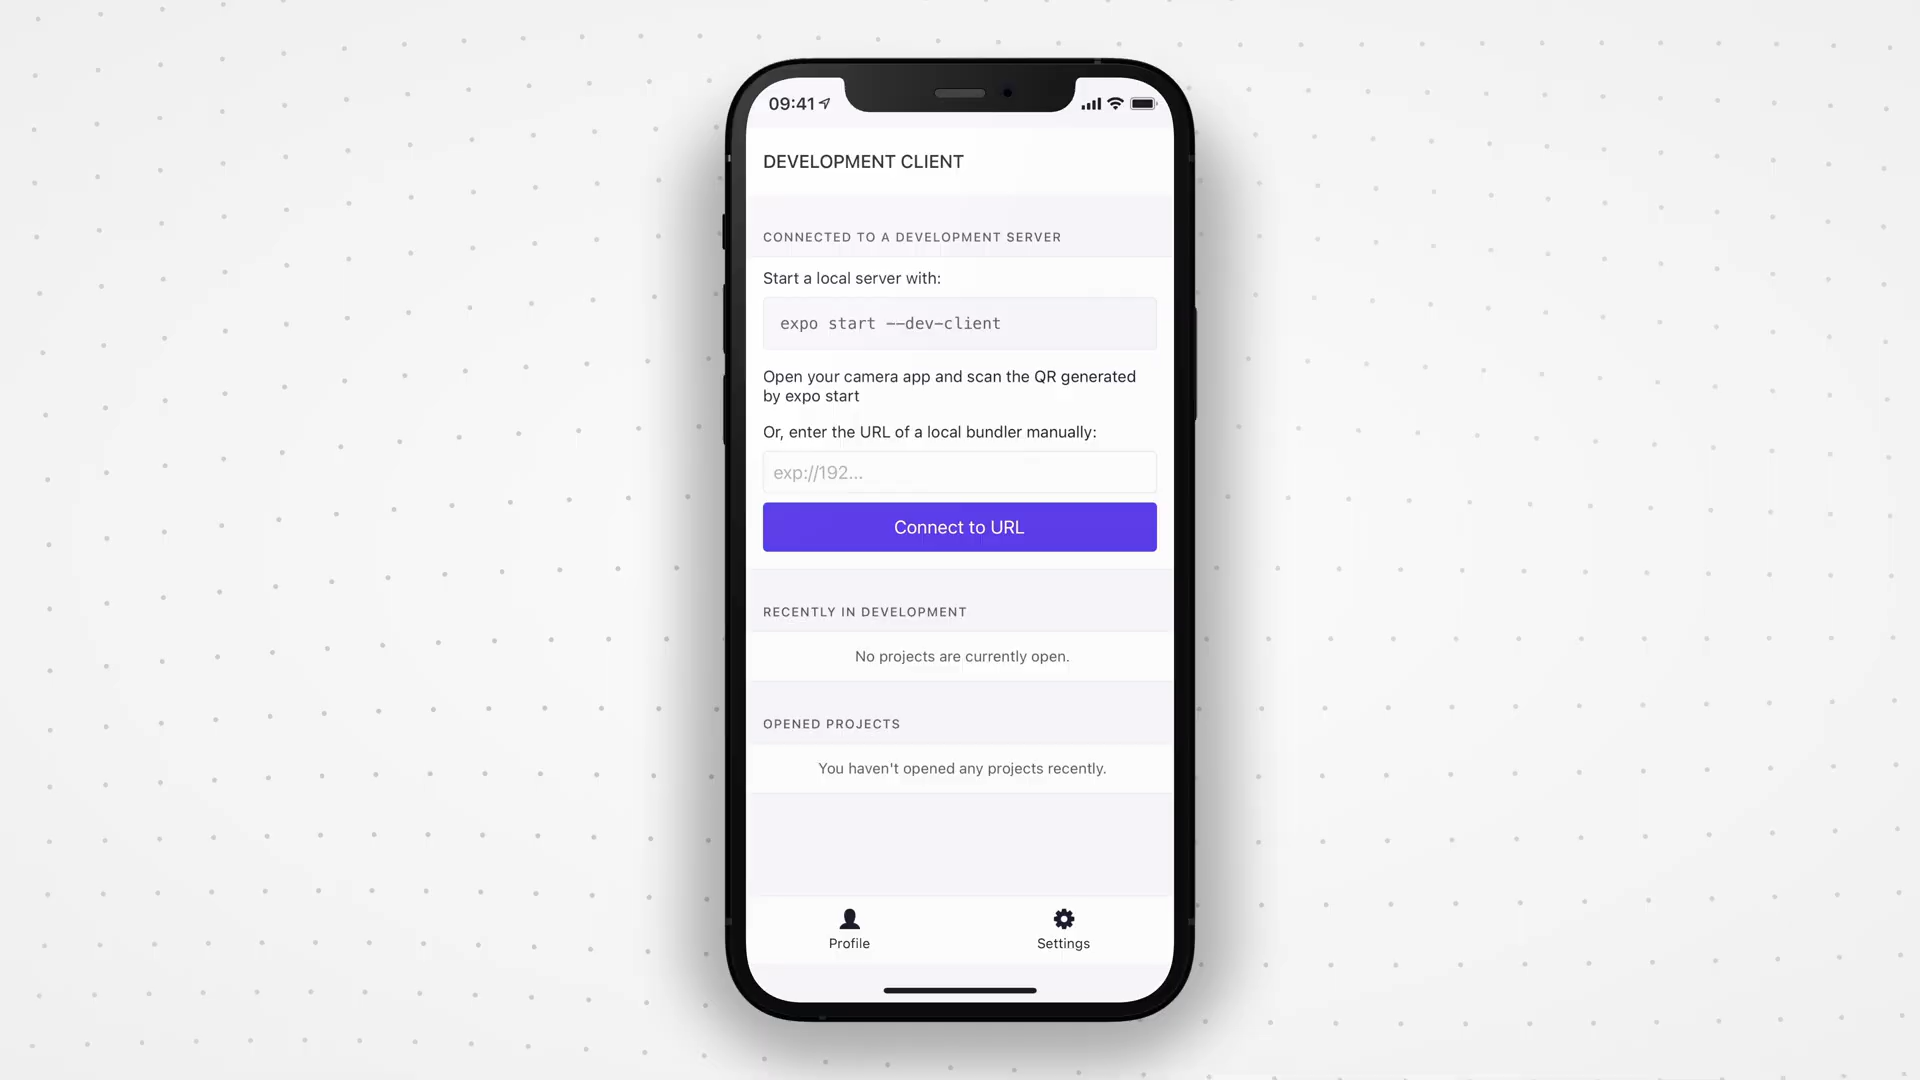 09:41
DEVELOPMENT CLIENT
CONNECTED TO A DEVELOPMENT SERVER
Start a local server with:
expo start --dev-client
Open your camera app and scan the QR generated
by expo start
Or, enter the URL of a local bundler manually:
exp://192...
Connect to URL
RECENTLY IN DEVELOPMENT
No projects are currently open.
OPENED PROJECTS
You haven't opened any projects recently.
Profile
Settings